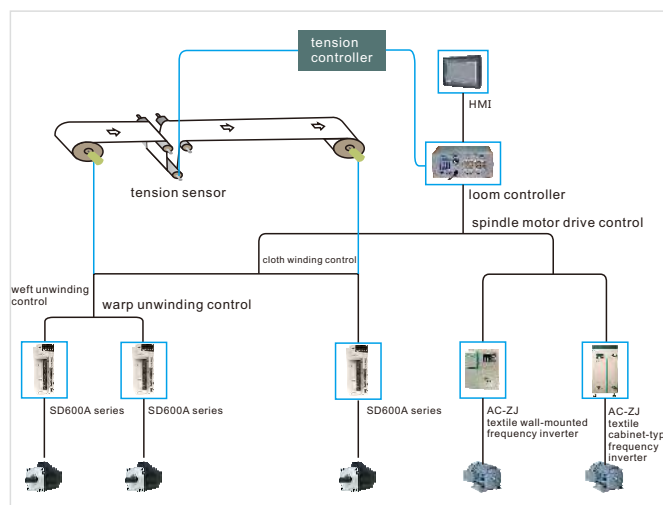 tension
controller
HMI
tension sensor
loom controller
spindle motor drive control
cloth winding control
weft unwinding
control
warp unwinding control
SD600A series
SD600A series
SD600A series
AC-ZJ
textile wall-mounted
frequency inverter
AC-ZJ
textile
cabinet-typ
frequency
inverter